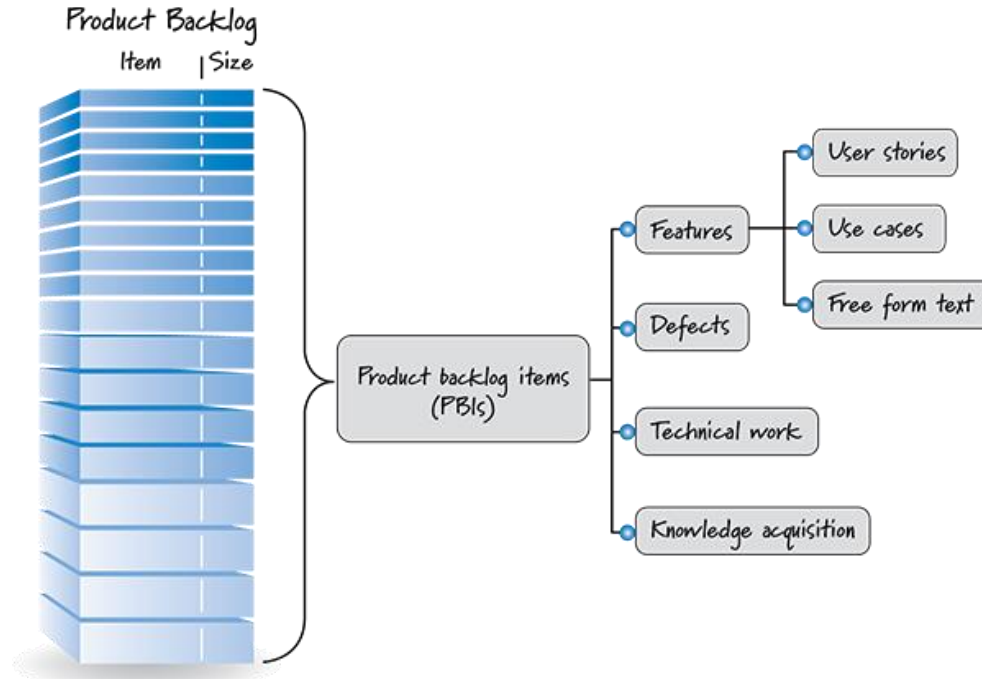 Product Backlog
Item | Size
User stories
Features
Use cases
Free form text
Defects
Product backlog items
(PBIs)
Technical work
Knowledge acquisition